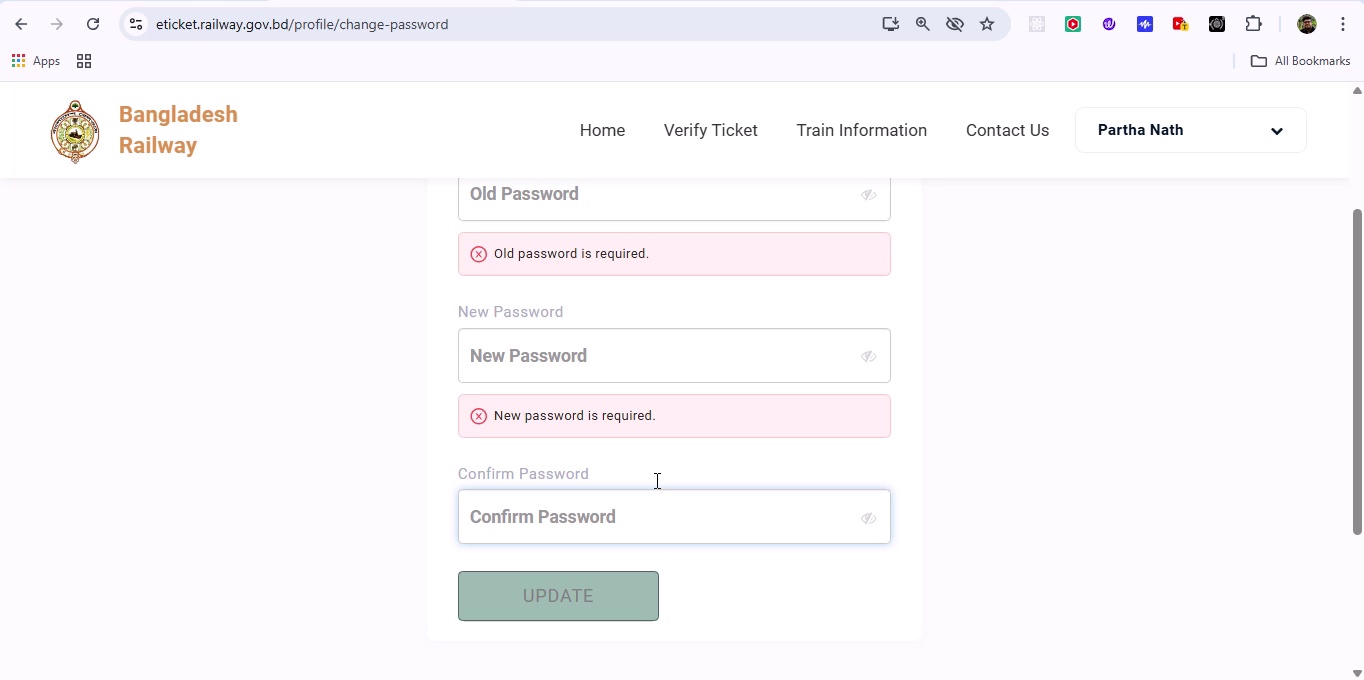 eticket.railway.gov.bd/profile/change-password
Apps
All Bookmarks
Bangladesh
Railway
Home
Verify Ticket
Train Information
Contact Us
Partha Nath
Old Password
Old password is required.
New Password
New Password
New password is required.
Confirm Password
Confirm Password
UPDATE